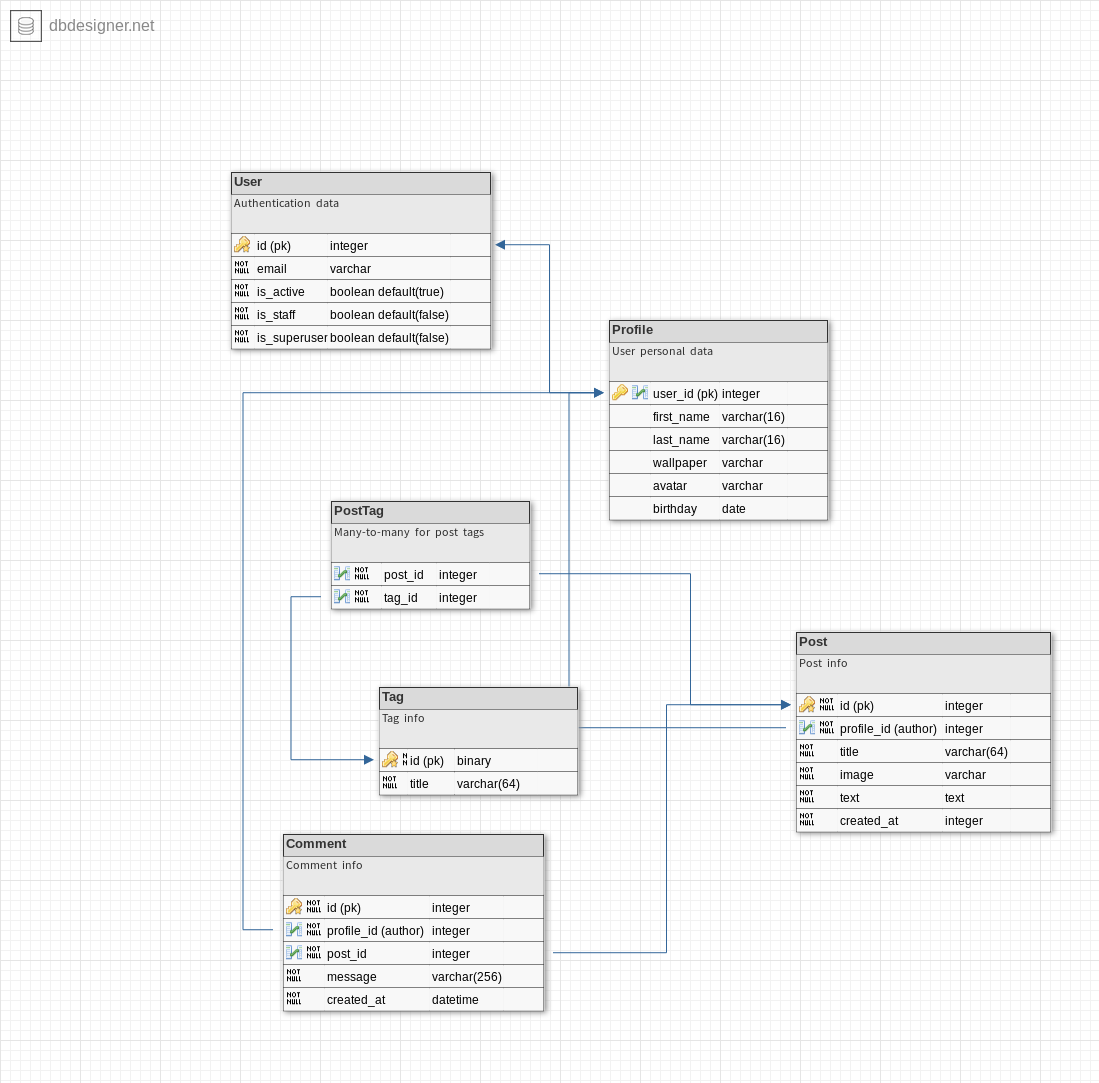 dbdesigner.net
User
Authentication data
id (pk) integer
NOT NULL email varchar
NOT NULL is_active boolean default(true)
NOT NULL is_staff boolean default(false)
NOT NULL is_superuser boolean default(false)
Profile
User personal data
user_id (pk) integer
first_name varchar(16)
last_name varchar(16)
wallpaper varchar
avatar varchar
birthday date
PostTag
Many-to-many for post tags
NOT NULL post_id integer
NOT NULL tag_id integer
Post
Post info
NOT NULL id (pk) integer
NOT NULL profile_id (author) integer
NOT NULL title varchar(64)
NOT NULL image varchar
NOT NULL text text
NOT NULL created_at integer
Tag
Tag info
N N id (pk) binary
NOT NULL title varchar(64)
Comment
Comment info
NOT NULL id (pk) integer
NOT NULL profile_id (author) integer
NOT NULL post_id integer
NOT NULL message varchar(256)
NOT NULL created_at datetime